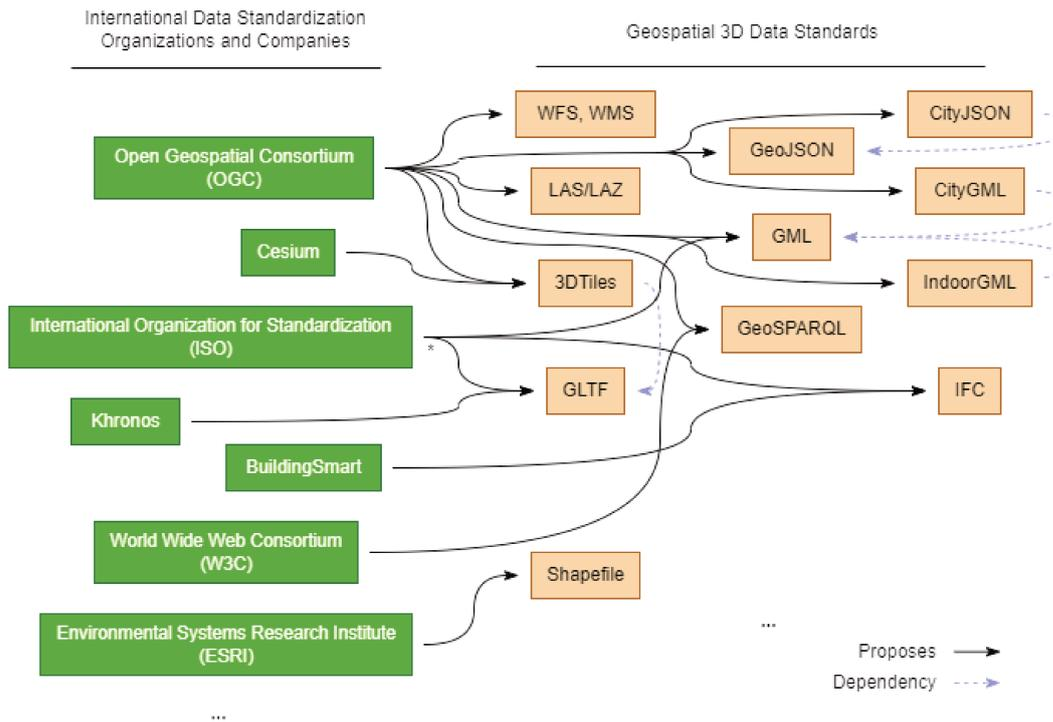 International Data Standardization
Organizations and Companies
Geospatial 3D Data Standards
WFS, WMS
CityJSON
Open Geospatial Consortium
(OGC)
GeoJSON
LAS/LAZ
CityGML
GML
Cesium
3DTiles
IndoorGML
International Organization for Standardization
(ISO)
*
GeoSPARQL
GLTF
IFC
Khronos
BuildingSmart
World Wide Web Consortium
(W3C)
Shapefile
Environmental Systems Research Institute
(ESRI)
...
Proposes
Dependency
...